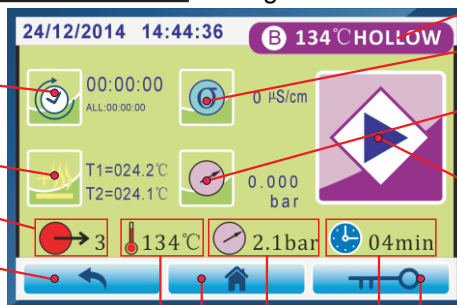 24/12/2014 14:44:36 B 134℃HOLLOW
00:00:00
ALL:00:00:00
σ 0 μS/cm
T1=024.2℃
T2=024.1℃
0.000
bar
3 134℃ 2.1bar 04min